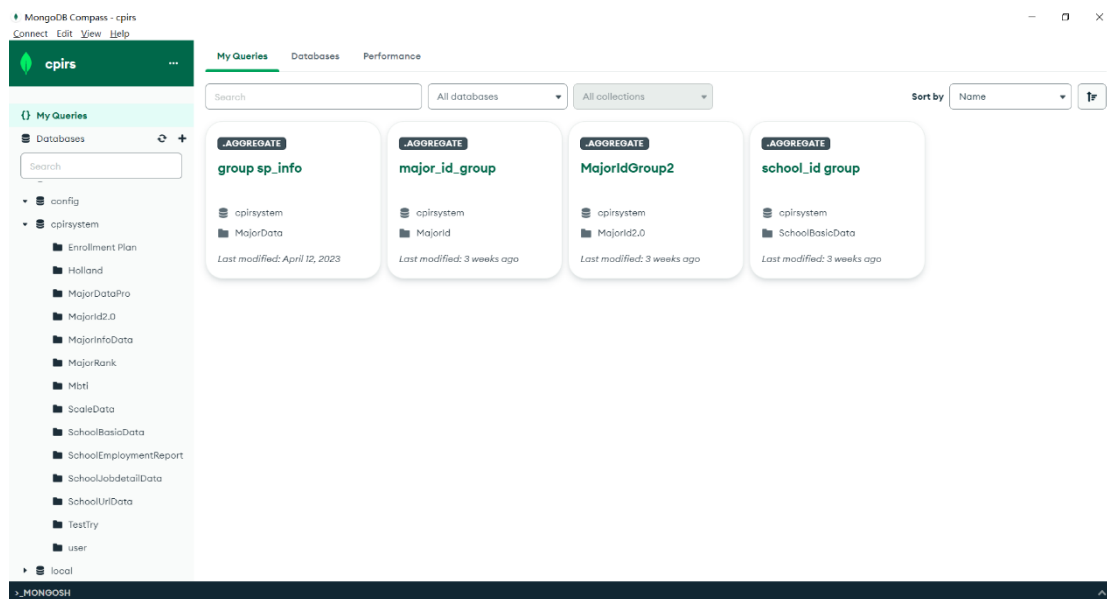 MongoDB Compass - cpirs
Connect Edit View Help
cpirs
...
My Queries Databases Performance
Search
All databases
All collections
Sort by
Name
{} My Queries
Databases
Search
config
cpirsystem
Enrollment Plan
Holland
MajorDataPro
MajorId2.0
MajorInfoData
MajorRank
Mbti
ScaleData
SchoolBasicData
SchoolEmploymentReport
SchoolJobdetailData
SchoolUrlData
TestTry
user
local
.AGGREGATE
group sp_info
cpirsystem
MajorData
Last modified: April 12, 2023
.AGGREGATE
major_id_group
cpirsystem
MajorId
Last modified: 3 weeks ago
.AGGREGATE
MajorIdGroup2
cpirsystem
MajorId2.0
Last modified: 3 weeks ago
.AGGREGATE
school_id group
cpirsystem
SchoolBasicData
Last modified: 3 weeks ago
>_MONGOSH